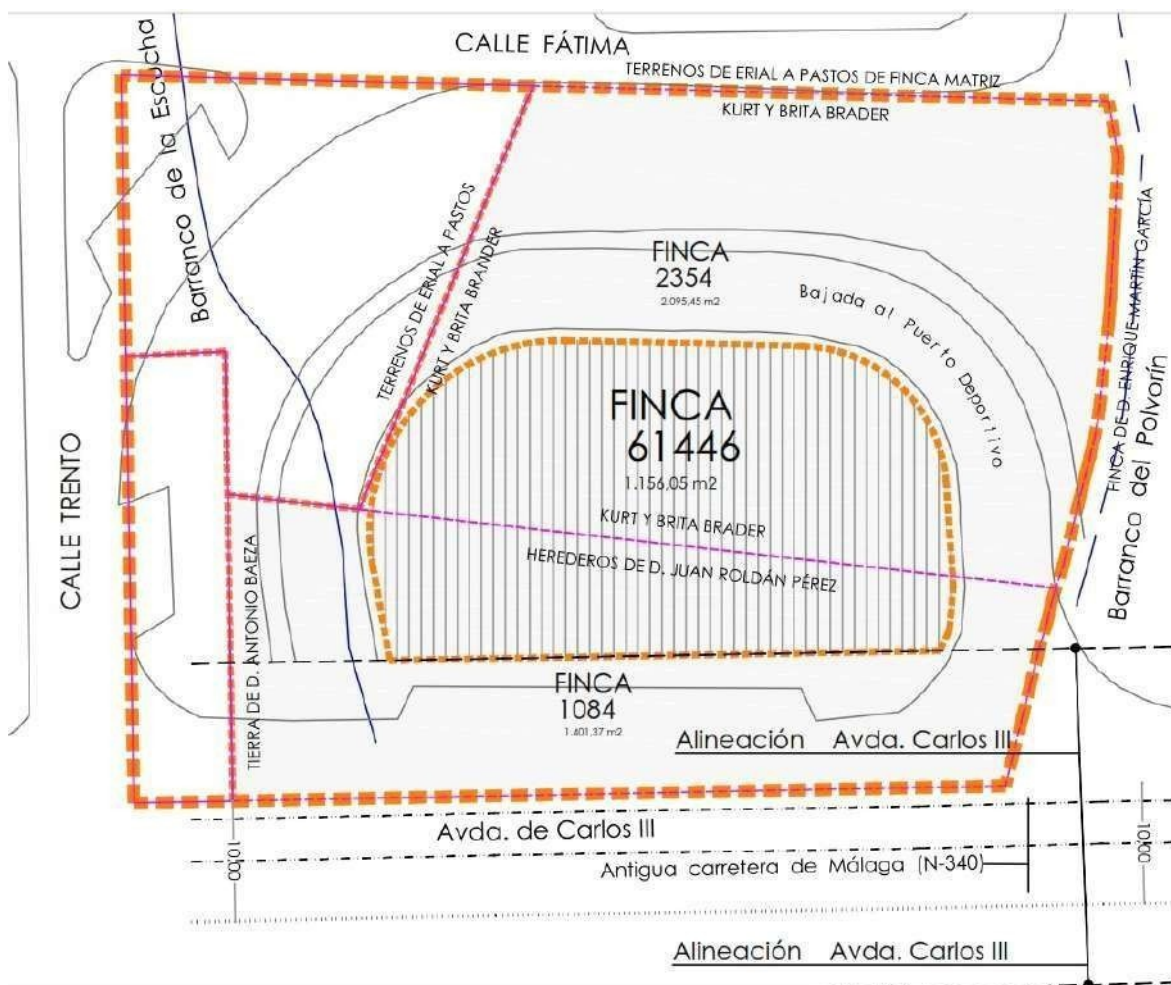 CALLE FÁTIMA
TERRENOS DE ERIAL A PASTOS DE FINCA MATRIZ
KURT Y BRITA BRADER
Barranco de la Escucha
TERRENOS DE ERIAL A PASTOS
KURT Y BRITA BRANDER
FINCA
2354
2.095,45 m2
Bajada al Puerto Deportivo
FINCA DE D. ENRIQUE MARTÍN GARCÍA
Barranco del Polvorín
FINCA
61446
1.156,05 m2
KURT Y BRITA BRADER
HEREDEROS DE D. JUAN ROLDÁN PÉREZ
CALLE TRENTO
TIERRA DE D. ANTONIO BAEZA
FINCA
1084
1.401,37 m2
Alineación Avda. Carlos III
Avda. de Carlos III
Antigua carretera de Málaga (N-340)
Alineación Avda. Carlos III